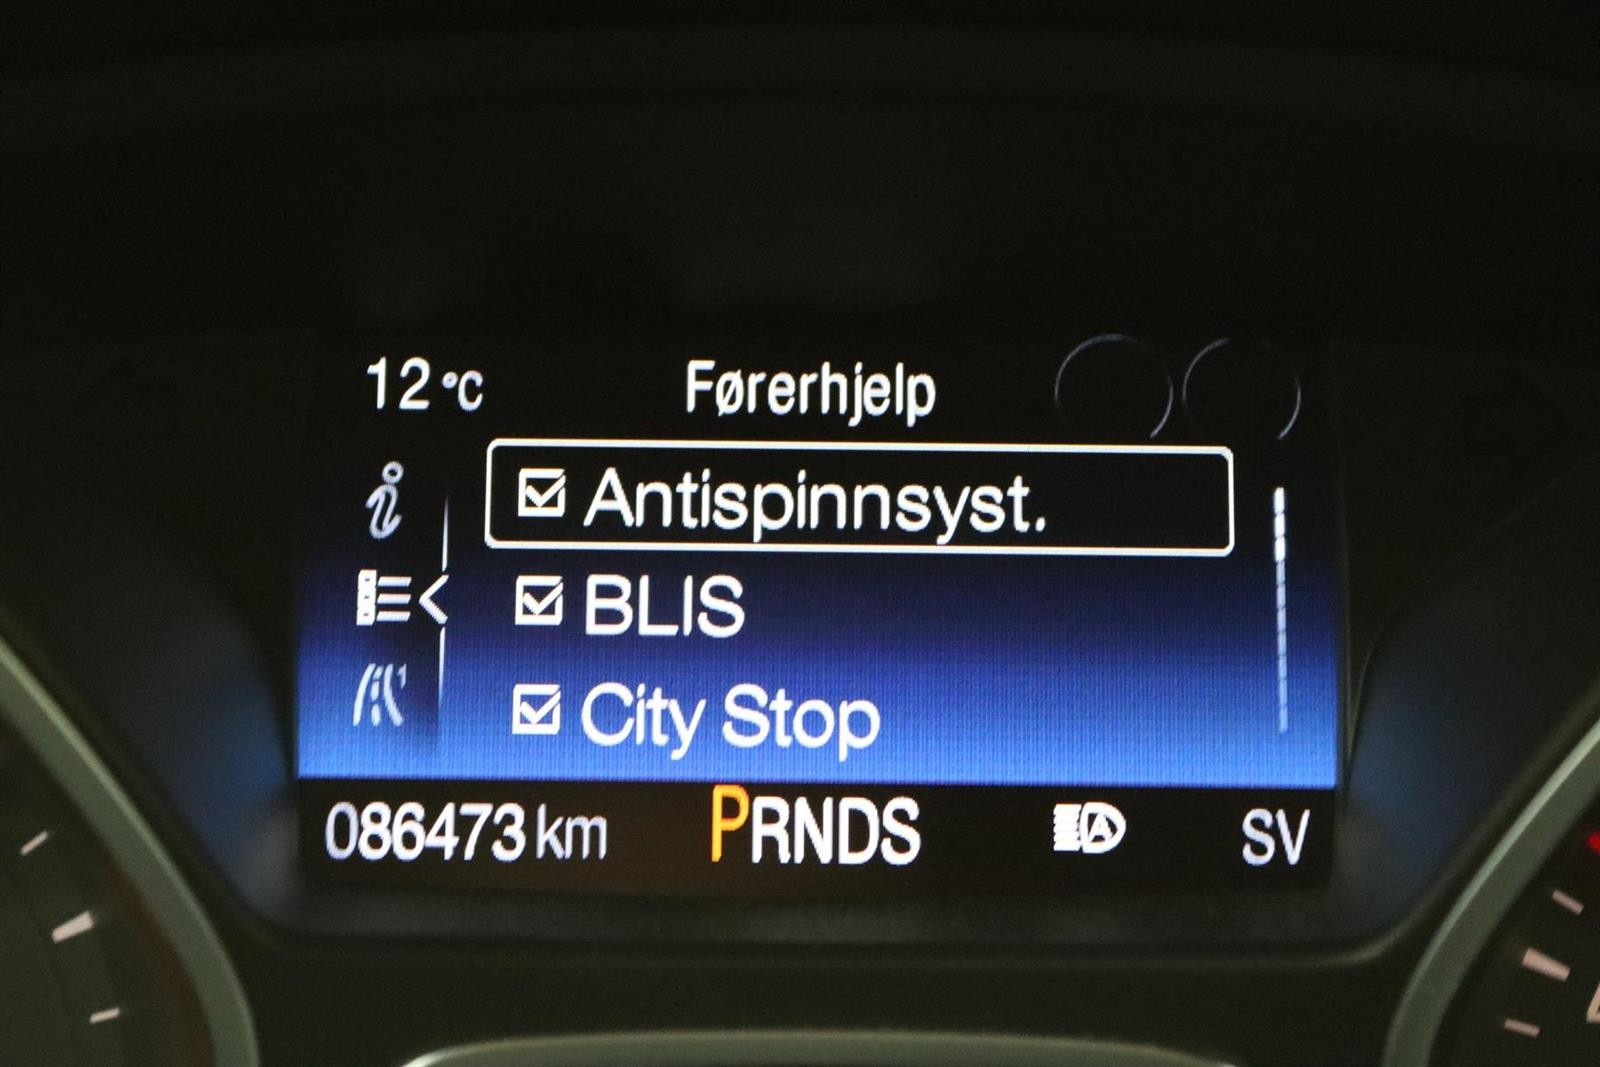 12 °C Førerhjelp
Antispinnsyst.
BLIS
City Stop
086473 km PRNDS A SV